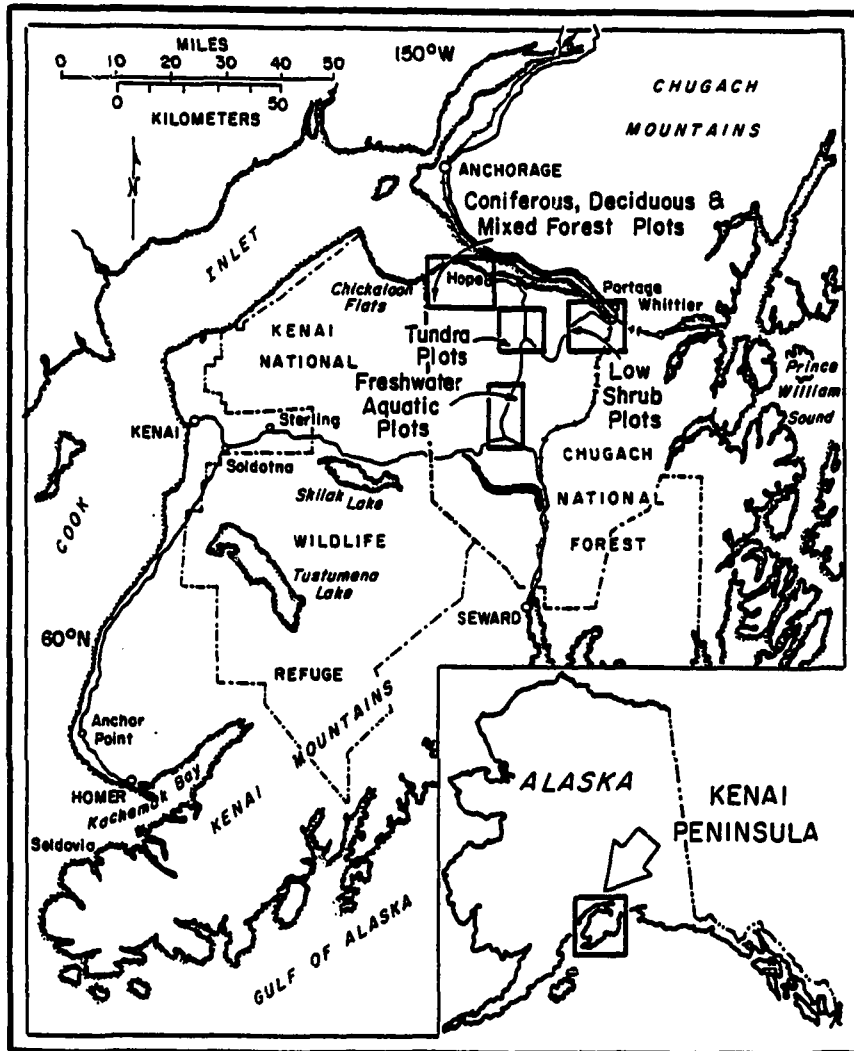 MILES
0 10 20 30 40 50
0 50
KILOMETERS
150°W
N
CHUGACH
MOUNTAINS
ANCHORAGE
Coniferous, Deciduous &
Mixed Forest Plots
INLET
Chickaloon
Flats
Hope
Portage
Whittier
KENAI
NATIONAL
Tundra
Plots
Freshwater
Aquatic
Plots
Low
Shrub
Plots
Prince
William
Sound
KENAI
Sterling
Soldotna
Skilak
Lake
CHUGACH
NATIONAL
FOREST
COOK
WILDLIFE
Tustumena
Lake
SEWARD
60°N
REFUGE
MOUNTAINS
Anchor
Point
HOMER
Kachemak Bay
KENAI
Seldovia
GULF OF ALASKA
ALASKA
KENAI
PENINSULA